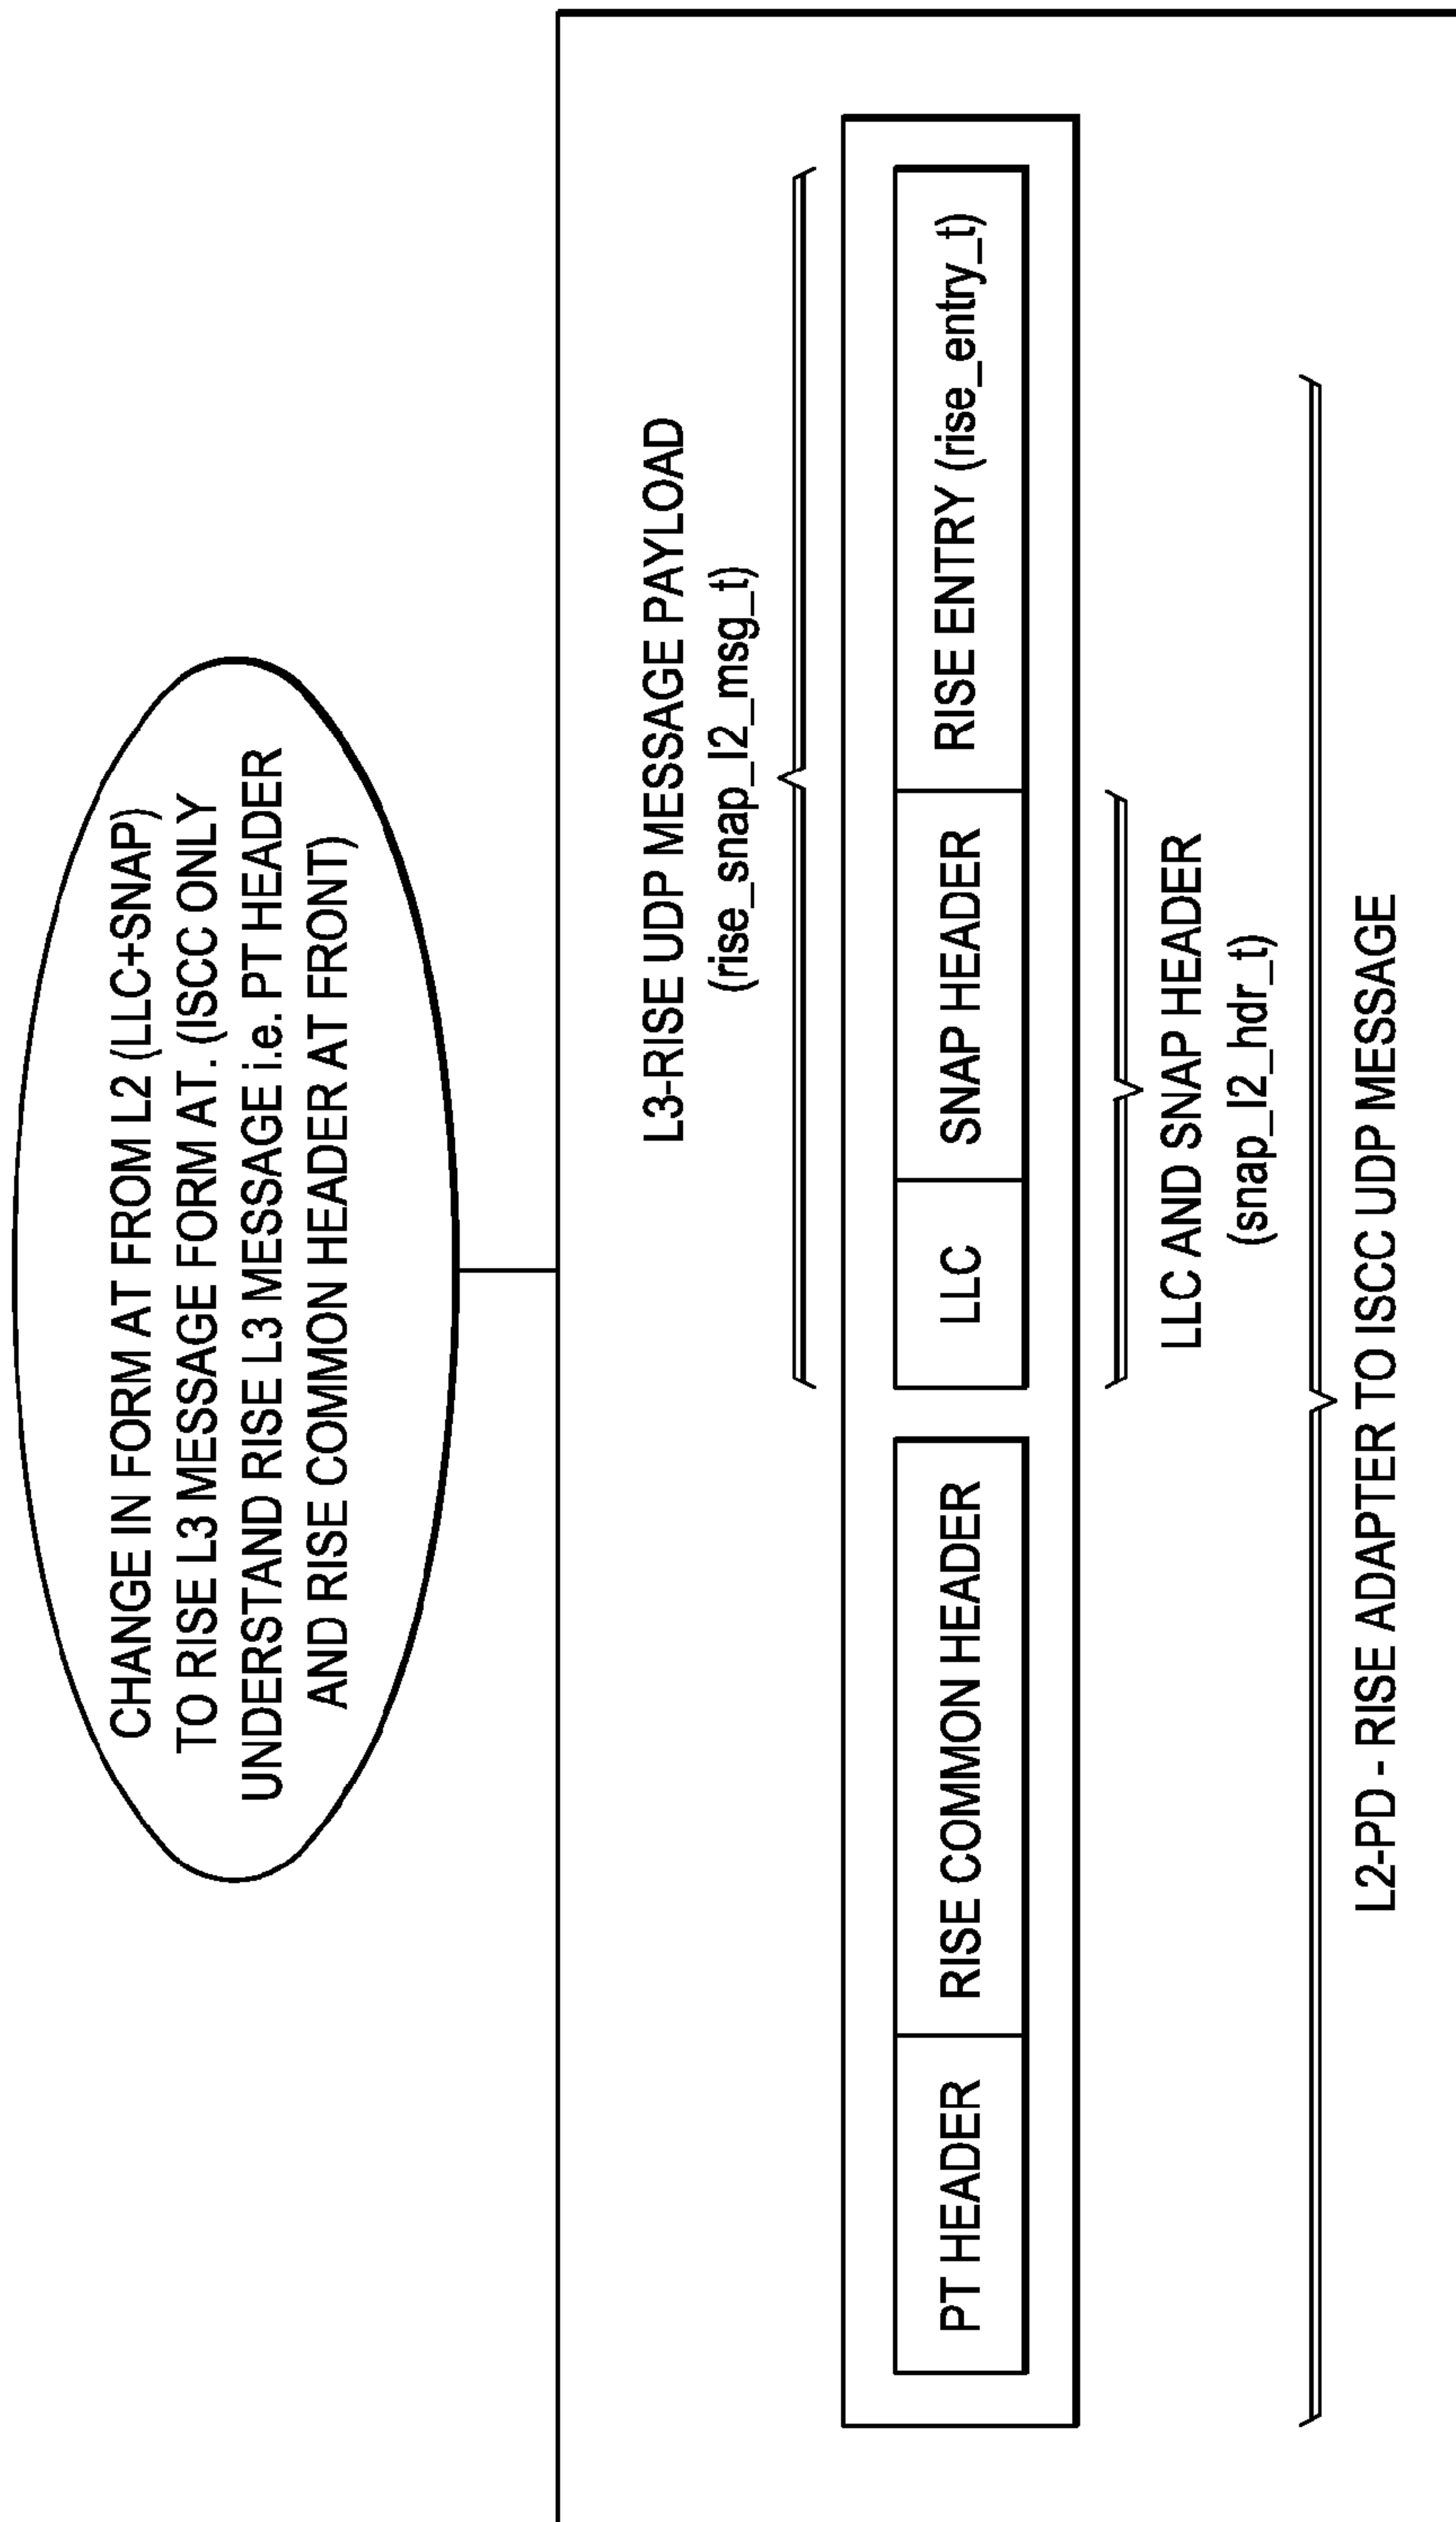 CHANGE IN FORM AT FROM L2 (LLC+SNAP)
TO RISE L3 MESSAGE FORM AT. (ISCC ONLY
UNDERSTAND RISE L3 MESSAGE i.e. PT HEADER
AND RISE COMMON HEADER AT FRONT)
L3-RISE UDP MESSAGE PAYLOAD
(rise_snap_l2_msg_t)
PT HEADER
RISE COMMON HEADER
LLC
SNAP HEADER
RISE ENTRY (rise_entry_t)
LLC AND SNAP HEADER
(snap_l2_hdr_t)
L2-PD - RISE ADAPTER TO ISCC UDP MESSAGE